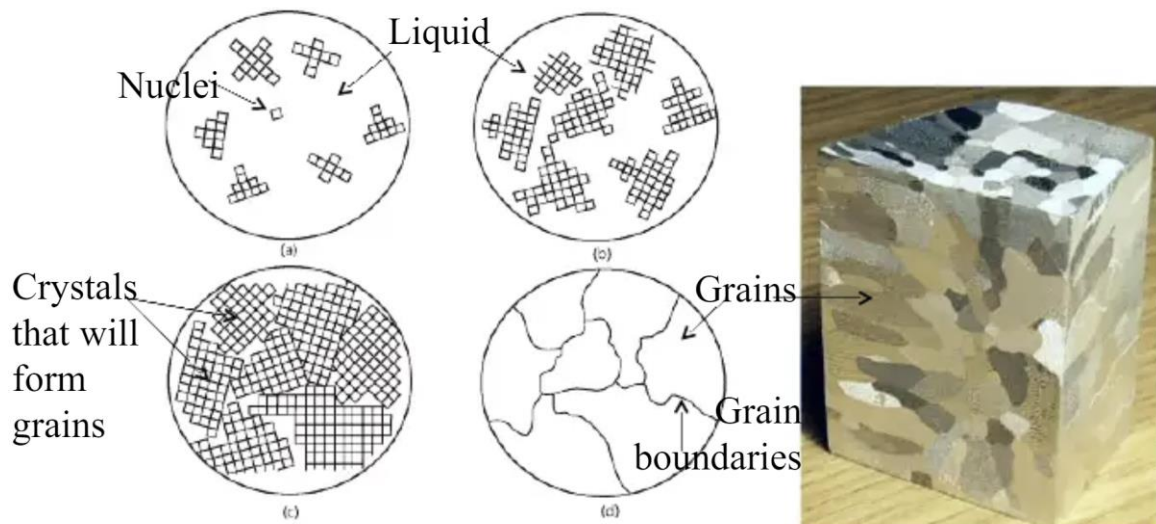 Nuclei
Liquid
(a)
(b)
Crystals
that will
form
grains
(c)
Grains
Grain
boundaries
(d)